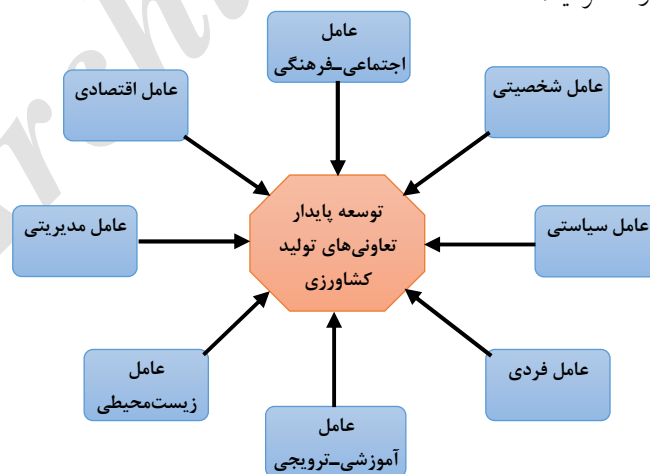 عامل
اجتماعی-فرهنگی
عامل شخصیتی
عامل اقتصادی
توسعه پایدار
تعاونی‌های تولید
کشاورزی
عامل سیاستی
عامل مدیریتی
عامل فردی
عامل
زیست‌محیطی
عامل
آموزشی-ترویجی